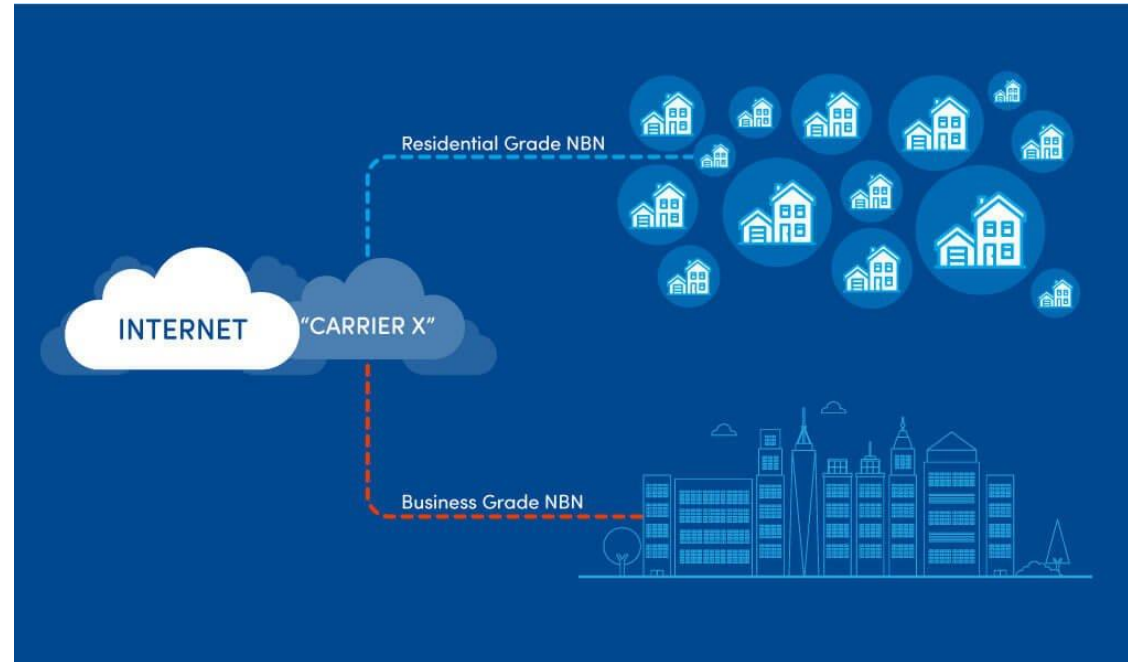 Residential Grade NBN
INTERNET
"CARRIER X"
Business Grade NBN